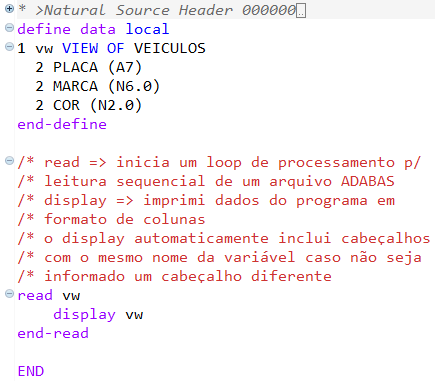 * >Natural Source Header 000000
define data local
1 vw VIEW OF VEICULOS
2 PLACA (A7)
2 MARCA (N6.0)
2 COR (N2.0)
end-define
/* read => inicia um loop de processamento p/
/* leitura sequencial de um arquivo ADABAS
/* display => imprimi dados do programa em
/* formato de colunas
/* o display automaticamente inclui cabeçalhos
/* com o mesmo nome da variável caso não seja
/* informado um cabeçalho diferente
read vw
display vw
end-read
END